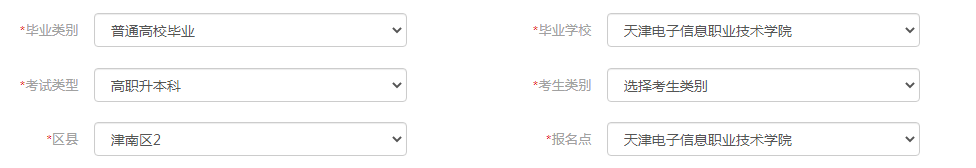 *毕业类别 普通高校毕业 *毕业学校 天津电子信息职业技术学院
*考试类型 高职升本科 *考生类别 选择考生类别
*区县 津南区2 *报名点 天津电子信息职业技术学院